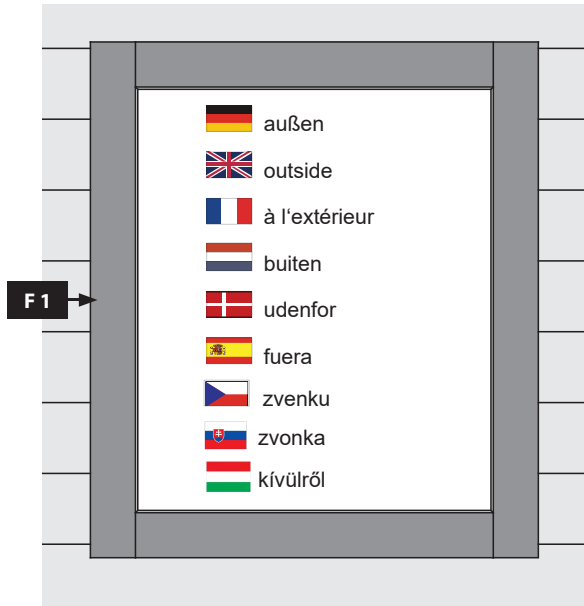 außen
outside
à l‘extérieur
buiten
F 1
udenfor
fuera
zvenku
zvonka
kívülről